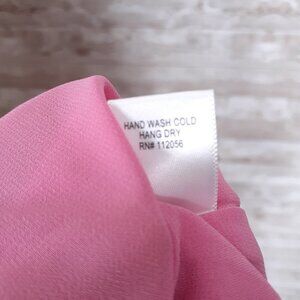 HAND WASH COLD
HANG DRY
RN# 112056